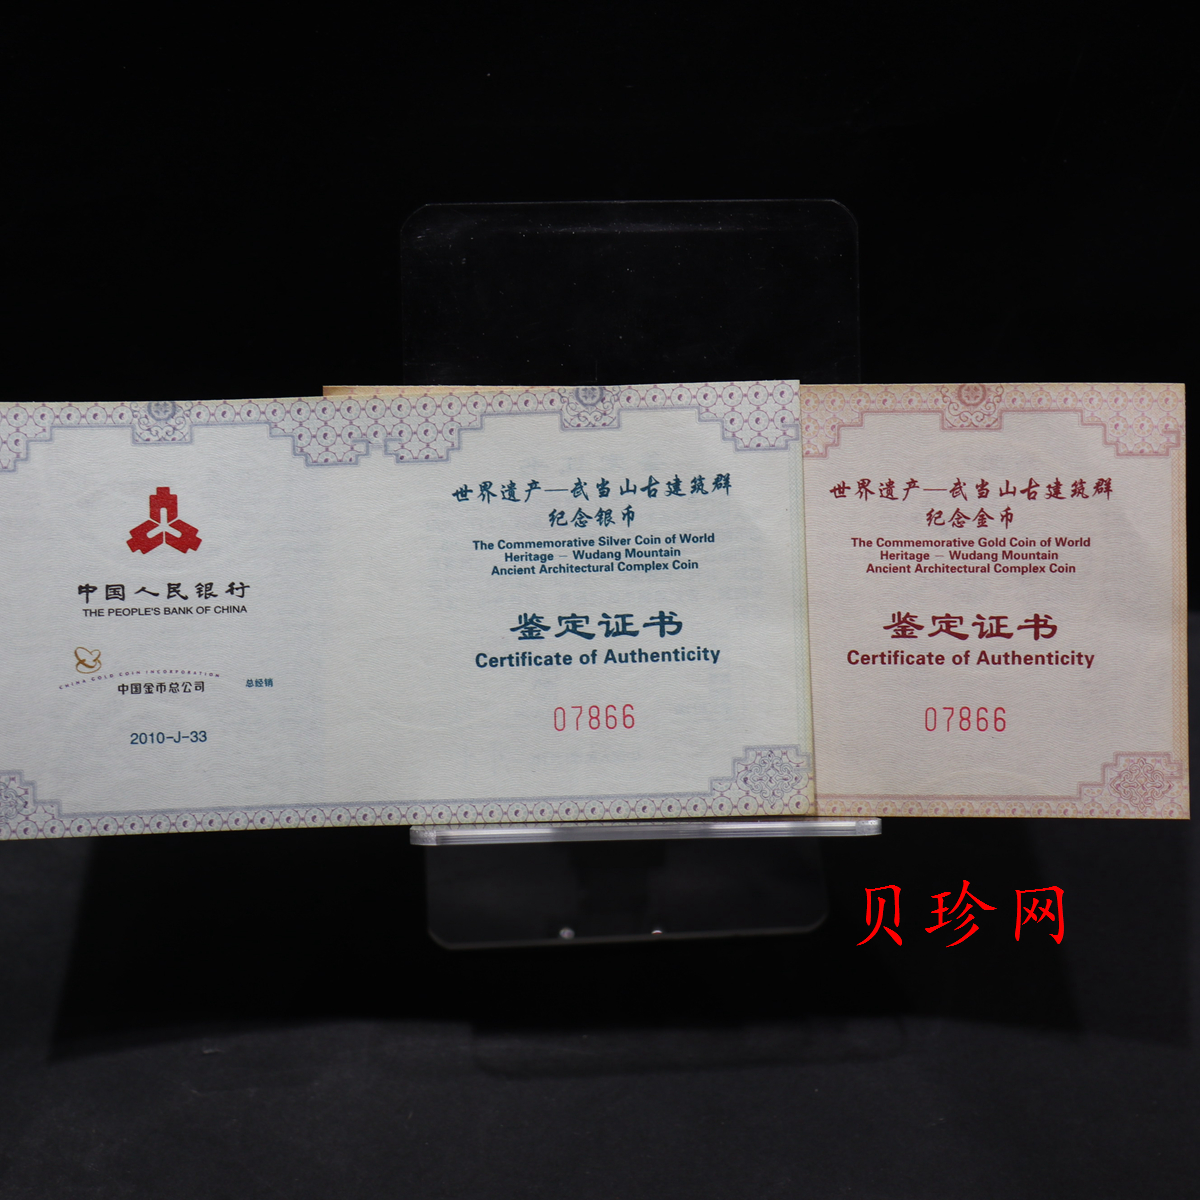 中国人民银行
THE PEOPLE'S BANK OF CHINA
CHINA GOLD COIN INCORPORATION
中国金币总公司
总经销
2010-J-33
世界遗产—武当山古建筑群
纪念银币
The Commemorative Silver Coin of World
Heritage — Wudang Mountain
Ancient Architectural Complex Coin
鉴定证书
Certificate of Authenticity
07866
世界遗产—武当山古建筑群
纪念金币
The Commemorative Gold Coin of World
Heritage — Wudang Mountain
Ancient Architectural Complex Coin
鉴定证书
Certificate of Authenticity
07866
贝珍网